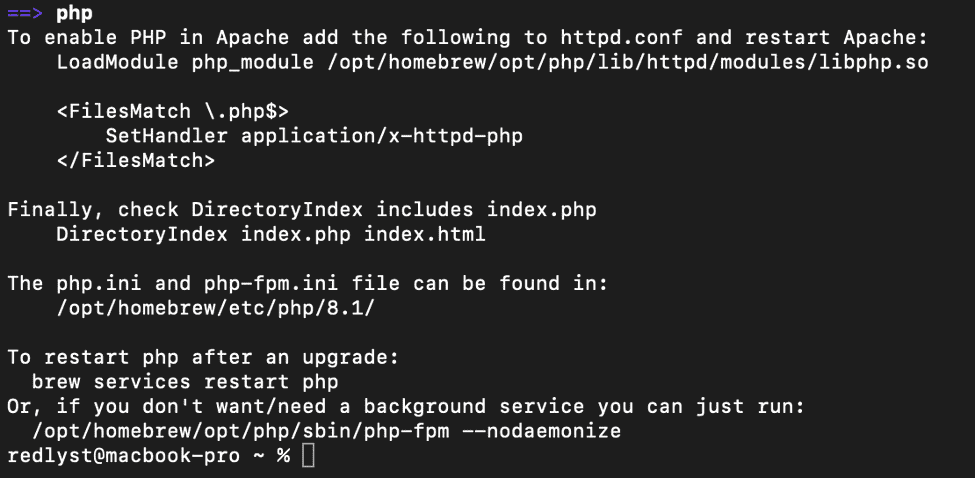 ==> php
To enable PHP in Apache add the following to httpd.conf and restart Apache:
    LoadModule php_module /opt/homebrew/opt/php/lib/httpd/modules/libphp.so

    <FilesMatch \.php$>
        SetHandler application/x-httpd-php
    </FilesMatch>

Finally, check DirectoryIndex includes index.php
    DirectoryIndex index.php index.html

The php.ini and php-fpm.ini file can be found in:
    /opt/homebrew/etc/php/8.1/

To restart php after an upgrade:
  brew services restart php
Or, if you don't want/need a background service you can just run:
  /opt/homebrew/opt/php/sbin/php-fpm --nodaemonize
redlyst@macbook-pro ~ %